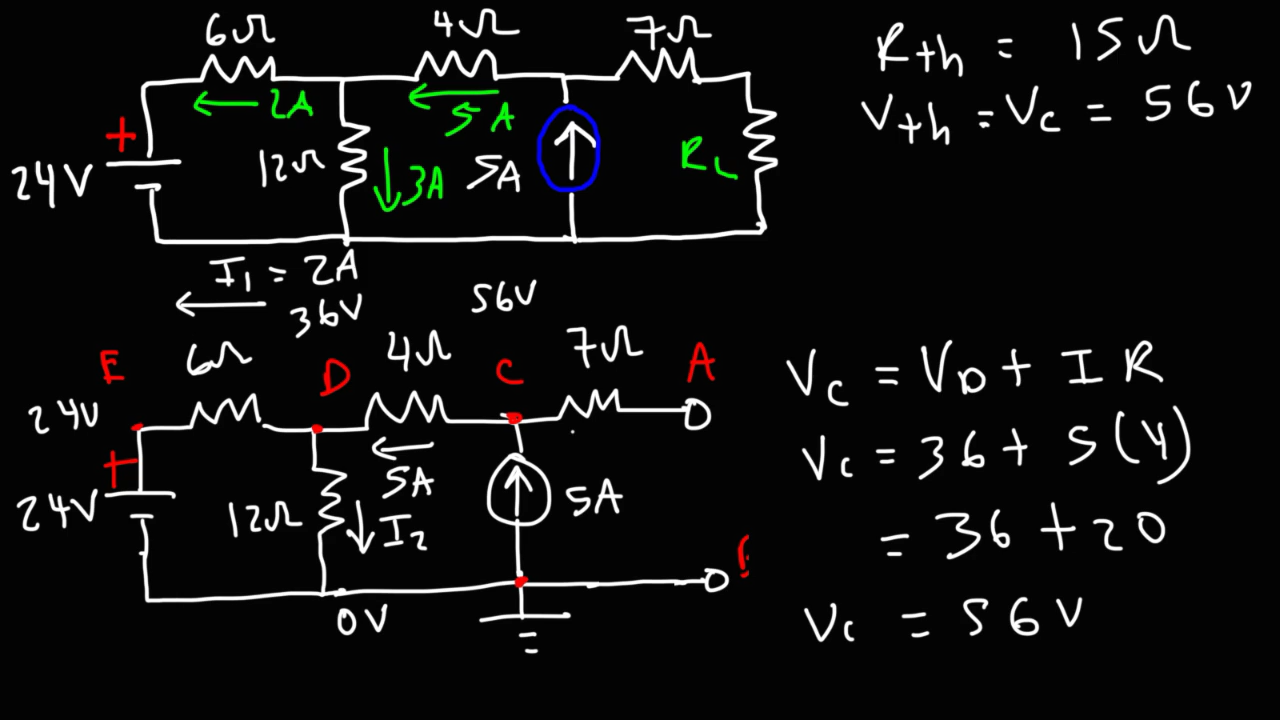 6Ω 4Ω 7Ω
2A 5A
24V + 12Ω 3A 5A RL
I1 = 2A
36V 56V
E 6Ω D 4Ω C 7Ω A
24V
+ 24V 12Ω I2 5A 5A
0V
Rth = 15Ω
Vth = Vc = 56V
Vc = VD + IR
Vc = 36 + 5(4)
= 36 + 20
Vc = 56V